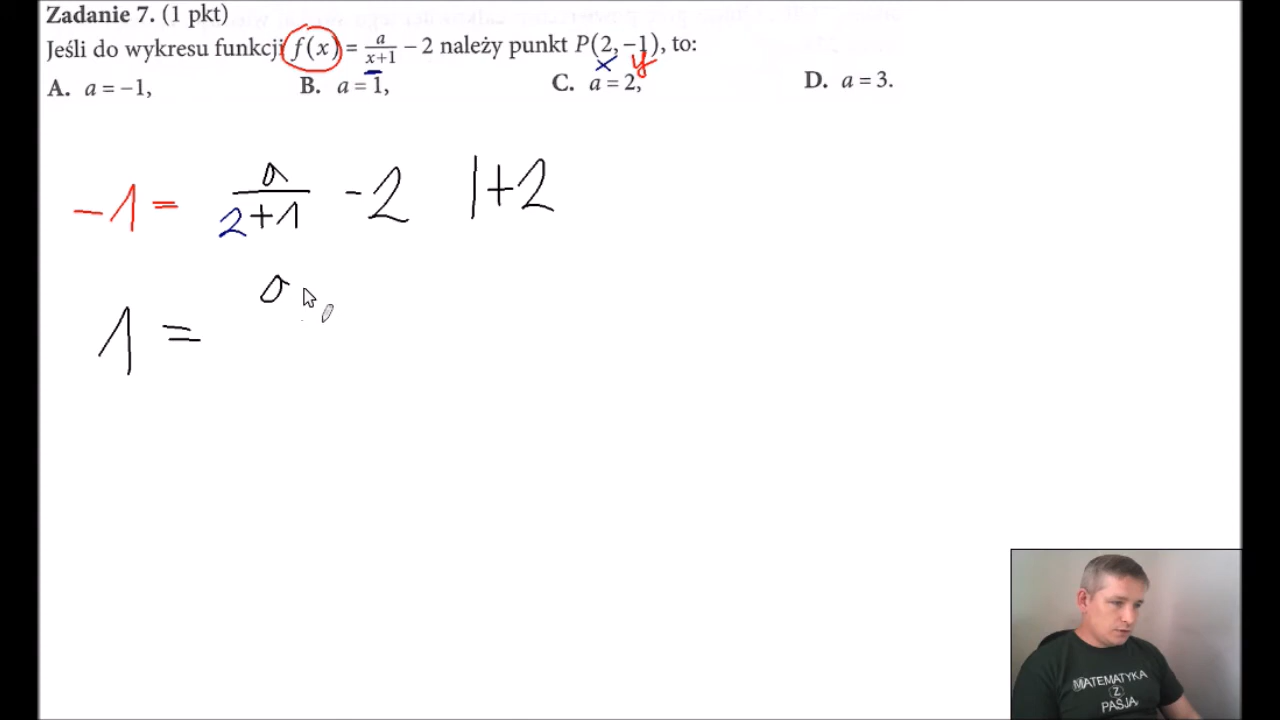 Zadanie 7. (1 pkt)
Jeśli do wykresu funkcji f(x) = a/(x+1) − 2 należy punkt P(2, −1), to:
x y
A. a = −1, B. a = 1, C. a = 2, D. a = 3.
−1 = a/(2+1) − 2 |+2
1 = a
MATEMATYKA
Z
PASJĄ